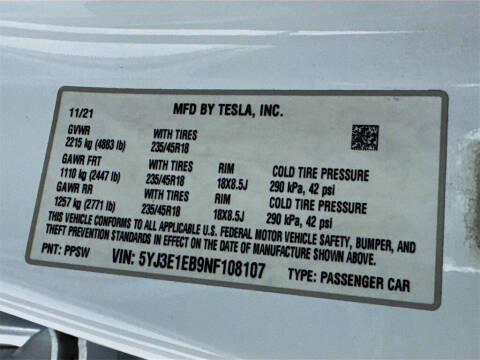 11/21 MFD BY TESLA, INC.
GVWR
2215 kg (4883 lb) WITH TIRES 235/45R18
GAWR FRT
1110 kg (2447 lb) WITH TIRES 235/45R18 RIM 18X8.5J COLD TIRE PRESSURE 290 kPa, 42 psi
GAWR RR
1257 kg (2771 lb) WITH TIRES 235/45R18 RIM 18X8.5J COLD TIRE PRESSURE 290 kPa, 42 psi
THIS VEHICLE CONFORMS TO ALL APPLICABLE U.S. FEDERAL MOTOR VEHICLE SAFETY, BUMPER, AND
THEFT PREVENTION STANDARDS IN EFFECT ON THE DATE OF MANUFACTURE SHOWN ABOVE.
PNT: PPSW VIN: 5YJ3E1EB9NF108107 TYPE: PASSENGER CAR